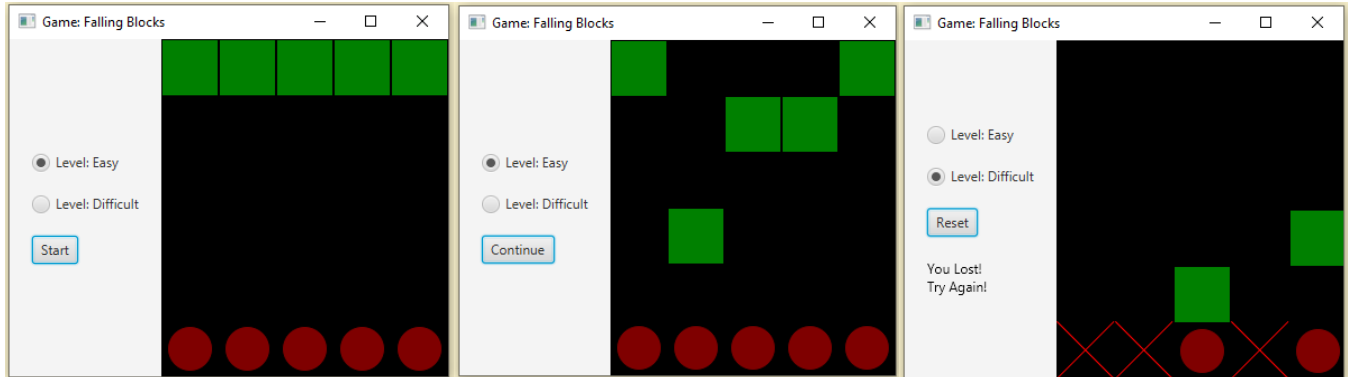 Game: Falling Blocks
Level: Easy
Level: Difficult
Start
Game: Falling Blocks
Level: Easy
Level: Difficult
Continue
Game: Falling Blocks
Level: Easy
Level: Difficult
Reset
You Lost!
Try Again!